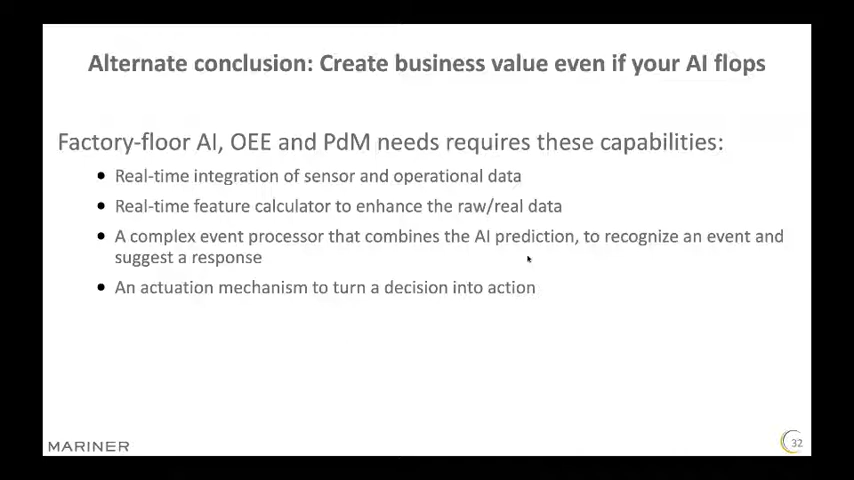 Alternate conclusion: Create business value even if your AI flops
Factory-floor AI, OEE and PdM needs requires these capabilities:
• Real-time integration of sensor and operational data
• Real-time feature calculator to enhance the raw/real data
• A complex event processor that combines the AI prediction, to recognize an event and
suggest a response
• An actuation mechanism to turn a decision into action
MARINER
32